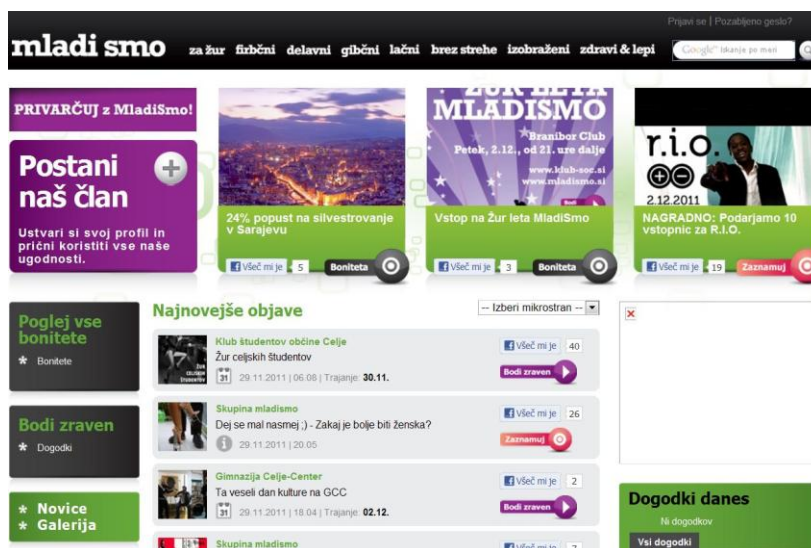 Prijavi se | Pozabljeno geslo?
mladi smo
za žur firbčni delavni gibčni lačni brez strehe izobraženi zdravi & lepi
Google™ Iskanje po meri
PRIVARČUJ z MladiSmo!
Postani
naš član
Ustvari si svoj profil in
prični koristiti vse naše
ugodnosti.
24% popust na silvestrovanje
v Sarajevu
Všeč mi je 5
Boniteta
ŽUR LETA
MLADISMO
Branibor Club
Petek, 2.12., od 21. ure dalje
www.klub-soc.si
www.mladismo.si
Vstop na Žur leta MladiSmo
Všeč mi je 3
Boniteta
r.i.o.
2.12.2011
NAGRADNO: Podarjamo 10
vstopnic za R.I.O.
Všeč mi je 19
Zaznamuj
Poglej vse
bonitete
* Bonitete
Bodi zraven
* Dogodki
* Novice
* Galerija
Najnovejše objave
-- Izberi mikrostran --
Klub študentov občine Celje
Žur celjskih študentov
31 29.11.2011 | 06.08 | Trajanje: 30.11.
Všeč mi je 40
Bodi zraven
Skupina mladismo
Dej se mal nasmej ;) - Zakaj je bolje biti ženska?
29.11.2011 | 20.05
Všeč mi je 26
Zaznamuj
Gimnazija Celje-Center
Ta veseli dan kulture na GCC
31 29.11.2011 | 18.04 | Trajanje: 02.12.
Všeč mi je 2
Bodi zraven
Skupina mladismo
Všeč mi je 7
Dogodki danes
Ni dogodkov
Vsi dogodki